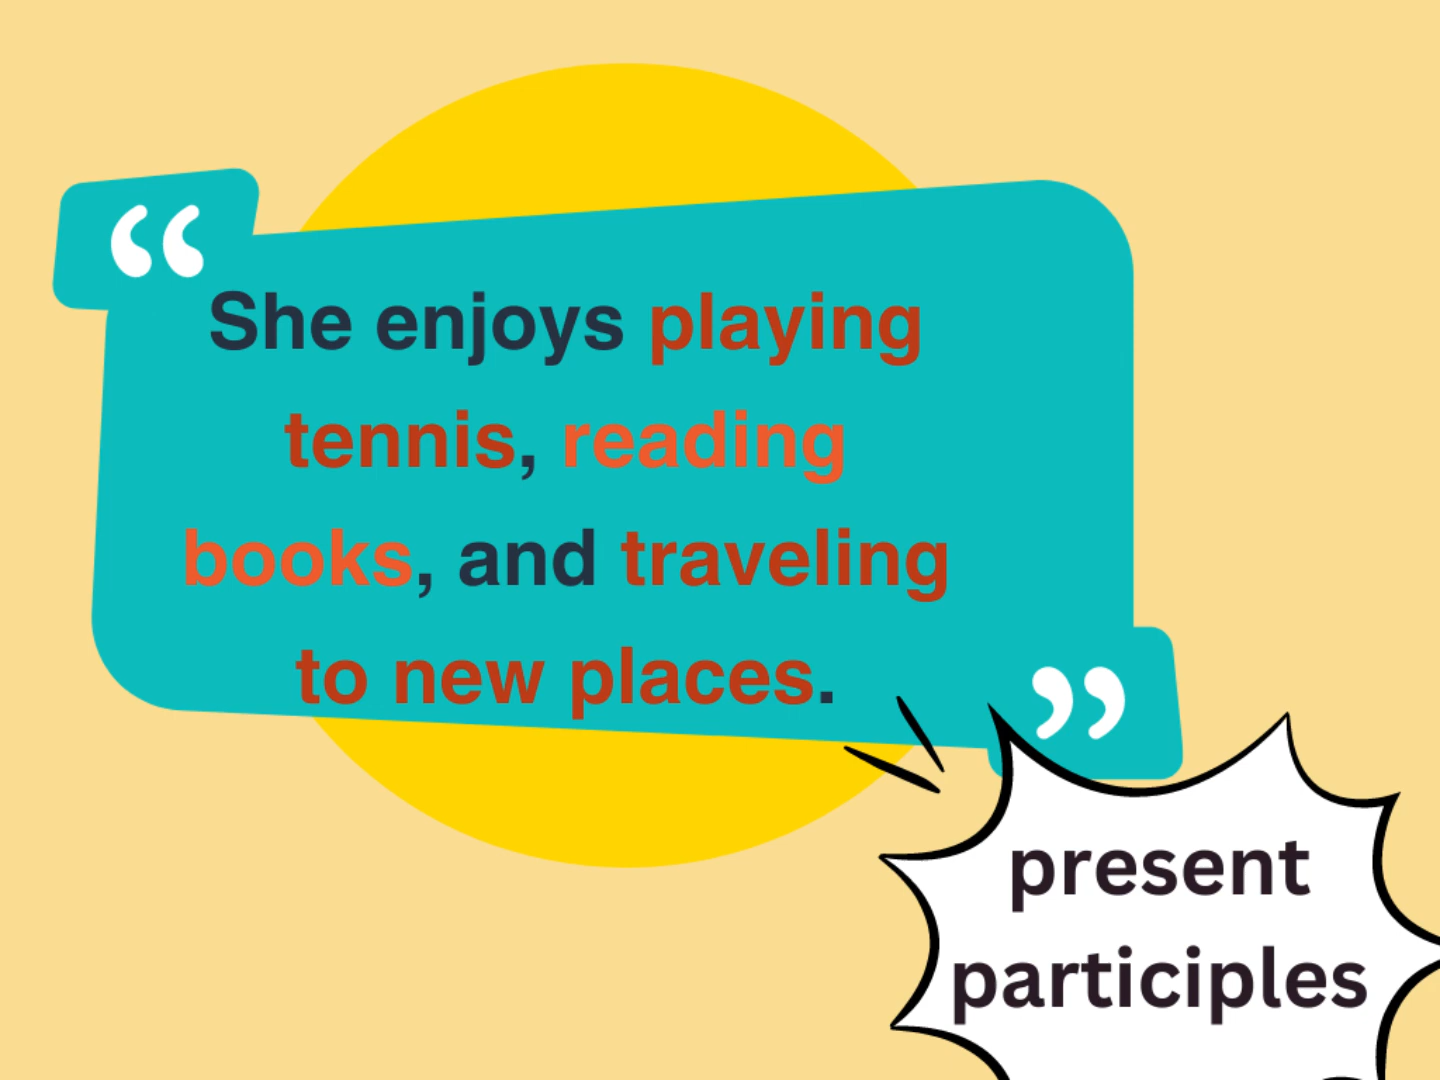 “
She enjoys playing
tennis, reading
books, and traveling
to new places.
”
present
participles